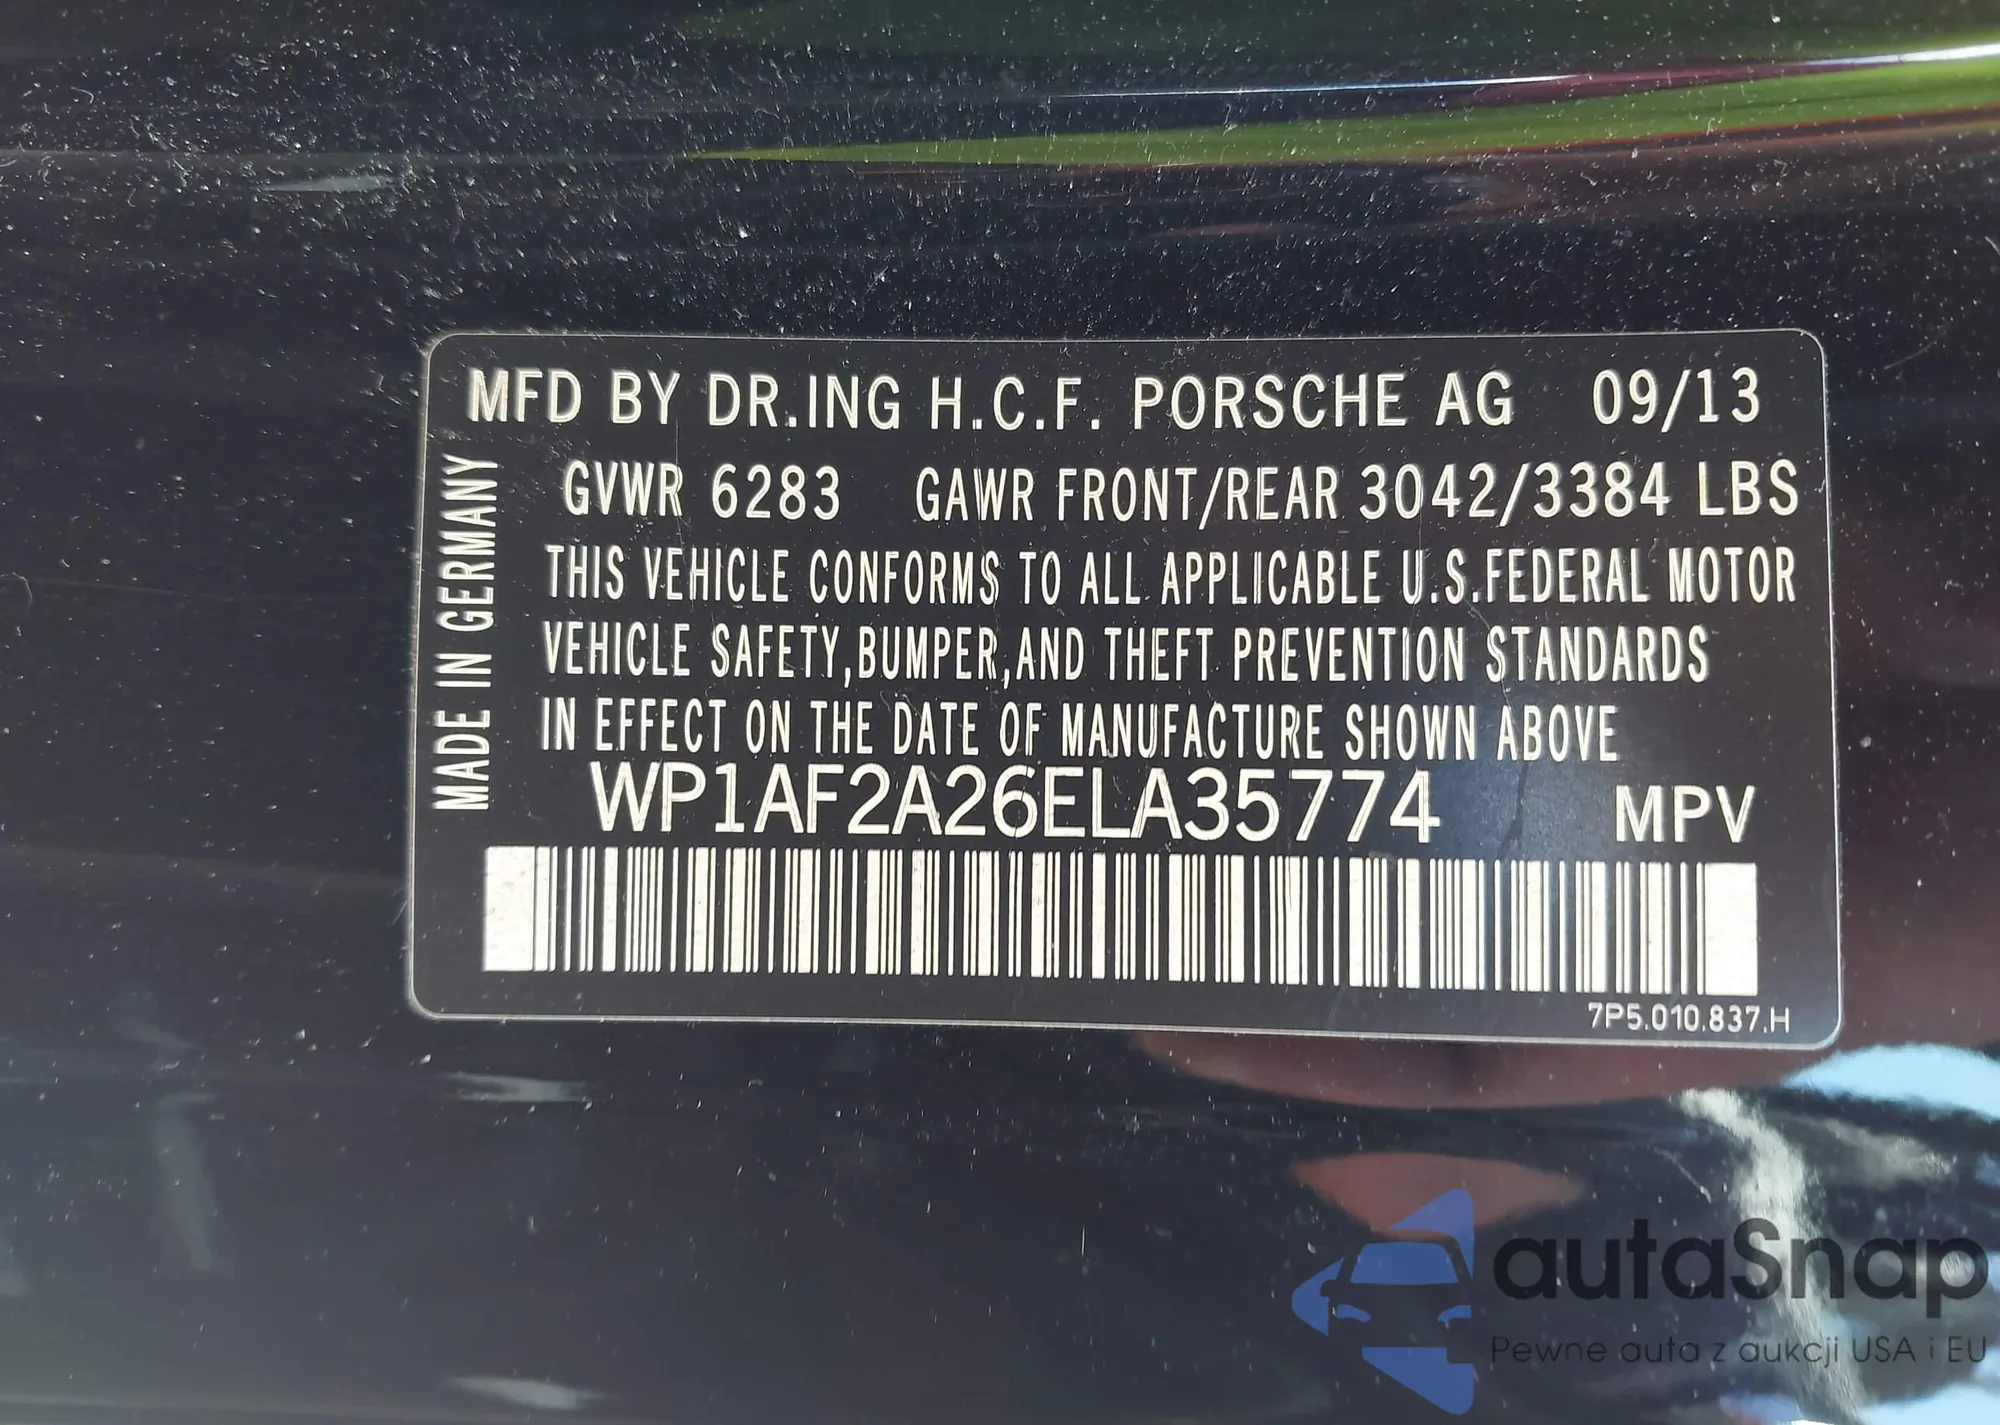 MFD BY DR.ING H.C.F. PORSCHE AG 09/13
GVWR 6283 GAWR FRONT/REAR 3042/3384 LBS
THIS VEHICLE CONFORMS TO ALL APPLICABLE U.S.FEDERAL MOTOR
VEHICLE SAFETY,BUMPER,AND THEFT PREVENTION STANDARDS
IN EFFECT ON THE DATE OF MANUFACTURE SHOWN ABOVE
WP1AF2A26ELA35774 MPV
MADE IN GERMANY
7P5.010.837.H
autaSnap
Pewne auta z aukcji USA i EU